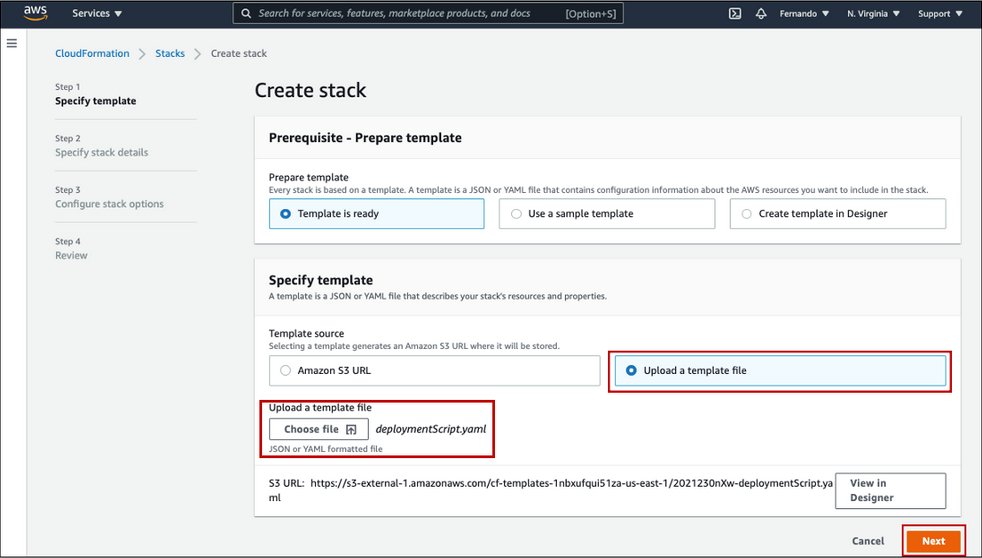 aws
Services
Search for services, features, marketplace products, and docs [Option+S]
Fernando
N. Virginia
Support
CloudFormation
Stacks
Create stack
Step 1
Specify template
Step 2
Specify stack details
Step 3
Configure stack options
Step 4
Review
Create stack
Prerequisite - Prepare template
Prepare template
Every stack is based on a template. A template is a JSON or YAML file that contains configuration information about the AWS resources you want to include in the stack.
Template is ready
Use a sample template
Create template in Designer
Specify template
A template is a JSON or YAML file that describes your stack's resources and properties.
Template source
Selecting a template generates an Amazon S3 URL where it will be stored.
Amazon S3 URL
Upload a template file
Upload a template file
Choose file deploymentScript.yaml
JSON or YAML formatted file
S3 URL: https://s3-external-1.amazonaws.com/cf-templates-1nbxufqui51za-us-east-1/2021230nXw-deploymentScript.ya
ml
View in
Designer
Cancel
Next